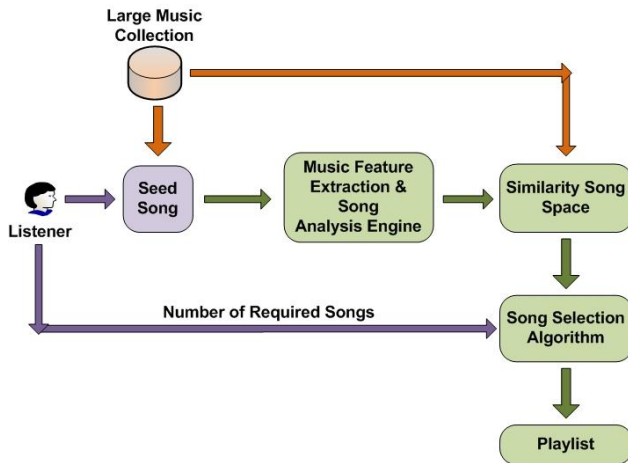 Large Music
Collection
Seed
Song
Music Feature
Extraction &
Song
Analysis Engine
Similarity Song
Space
Listener
Number of Required Songs
Song Selection
Algorithm
Playlist